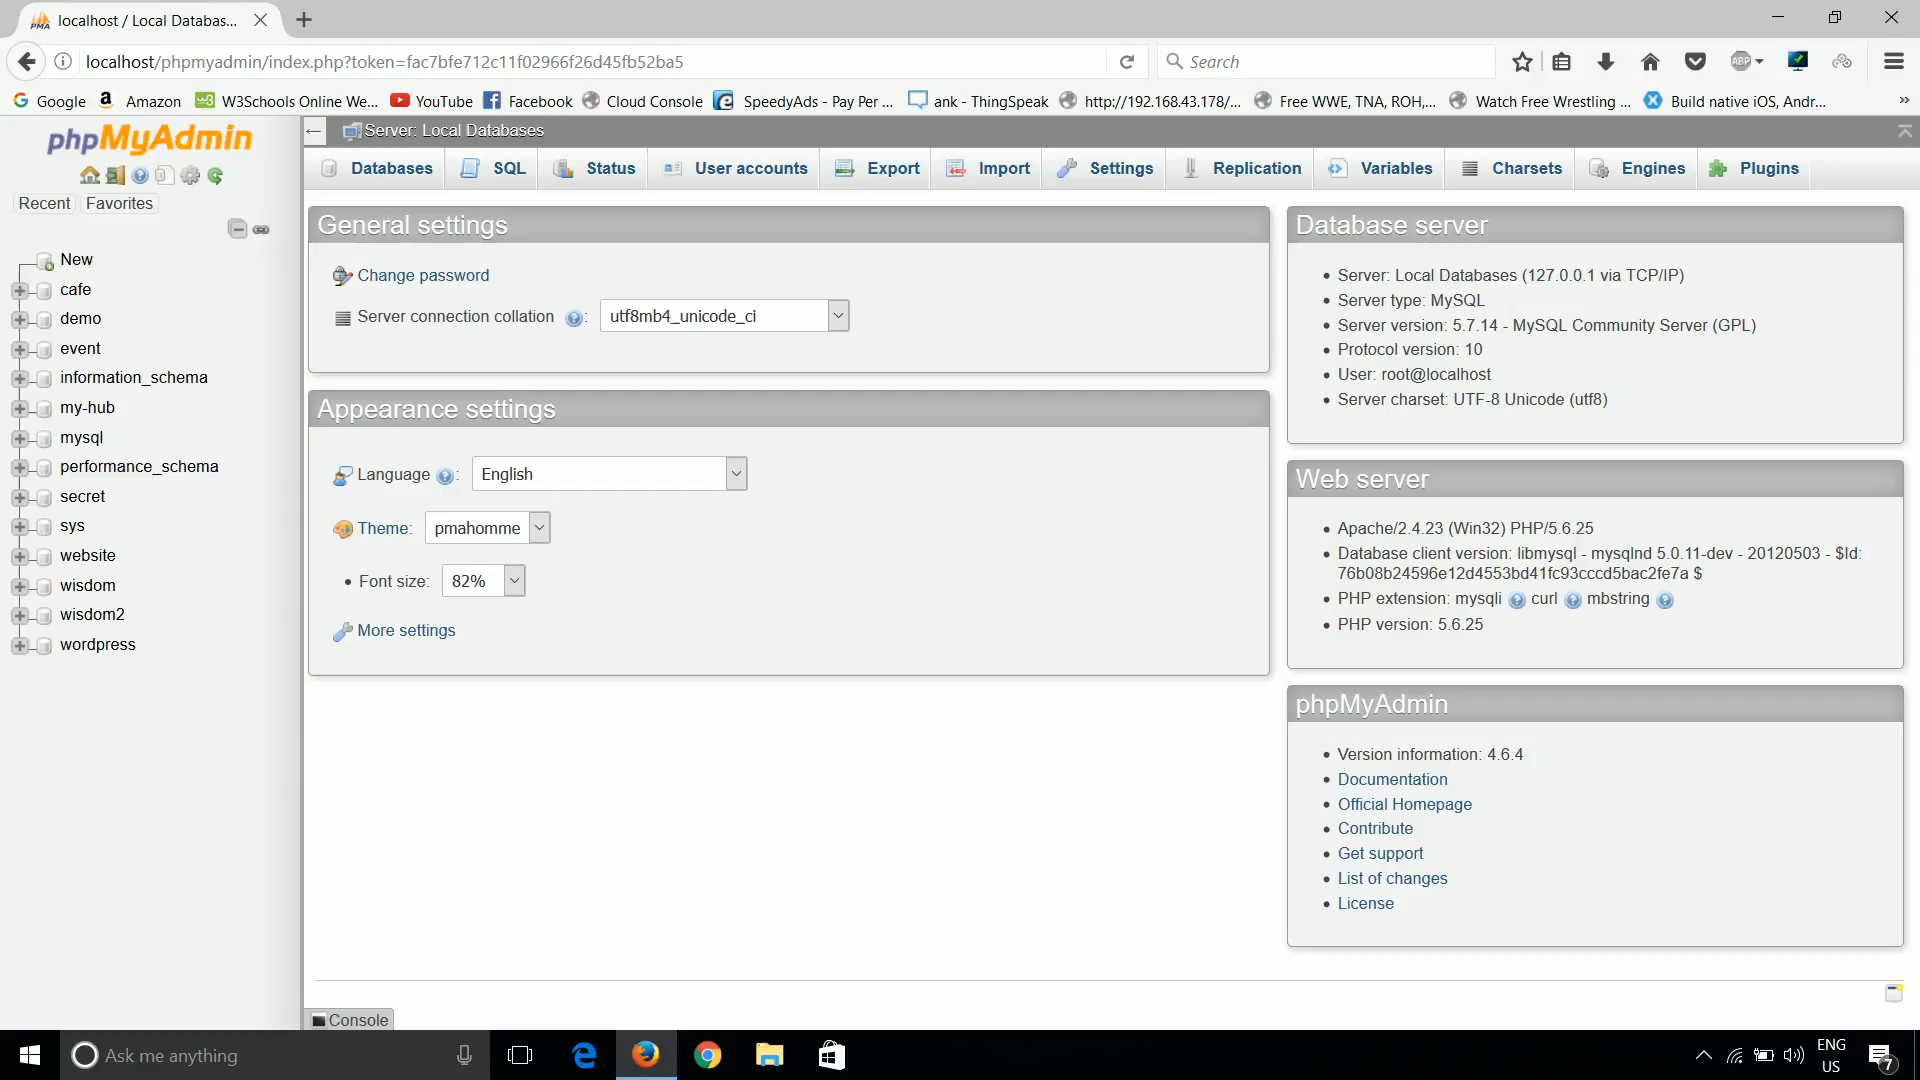 localhost / Local Databas...
localhost/phpmyadmin/index.php?token=fac7bfe712c11f02966f26d45fb52ba5
Search
ABP
Google
Amazon
W3Schools Online We...
YouTube
Facebook
Cloud Console
SpeedyAds - Pay Per ...
ank - ThingSpeak
http://192.168.43.178/...
Free WWE, TNA, ROH,...
Watch Free Wrestling ...
Build native iOS, Andr...
phpMyAdmin
Recent
Favorites
New
cafe
demo
event
information_schema
my-hub
mysql
performance_schema
secret
sys
website
wisdom
wisdom2
wordpress
Server: Local Databases
Databases
SQL
Status
User accounts
Export
Import
Settings
Replication
Variables
Charsets
Engines
Plugins
General settings
Change password
Server connection collation :
utf8mb4_unicode_ci
Appearance settings
Language :
English
Theme:
pmahomme
Font size:
82%
More settings
Database server
Server: Local Databases (127.0.0.1 via TCP/IP)
Server type: MySQL
Server version: 5.7.14 - MySQL Community Server (GPL)
Protocol version: 10
User: root@localhost
Server charset: UTF-8 Unicode (utf8)
Web server
Apache/2.4.23 (Win32) PHP/5.6.25
Database client version: libmysql - mysqlnd 5.0.11-dev - 20120503 - $Id:
76b08b24596e12d4553bd41fc93cccd5bac2fe7a $
PHP extension: mysqli curl mbstring
PHP version: 5.6.25
phpMyAdmin
Version information: 4.6.4
Documentation
Official Homepage
Contribute
Get support
List of changes
License
Console
Ask me anything
ENG
US
7